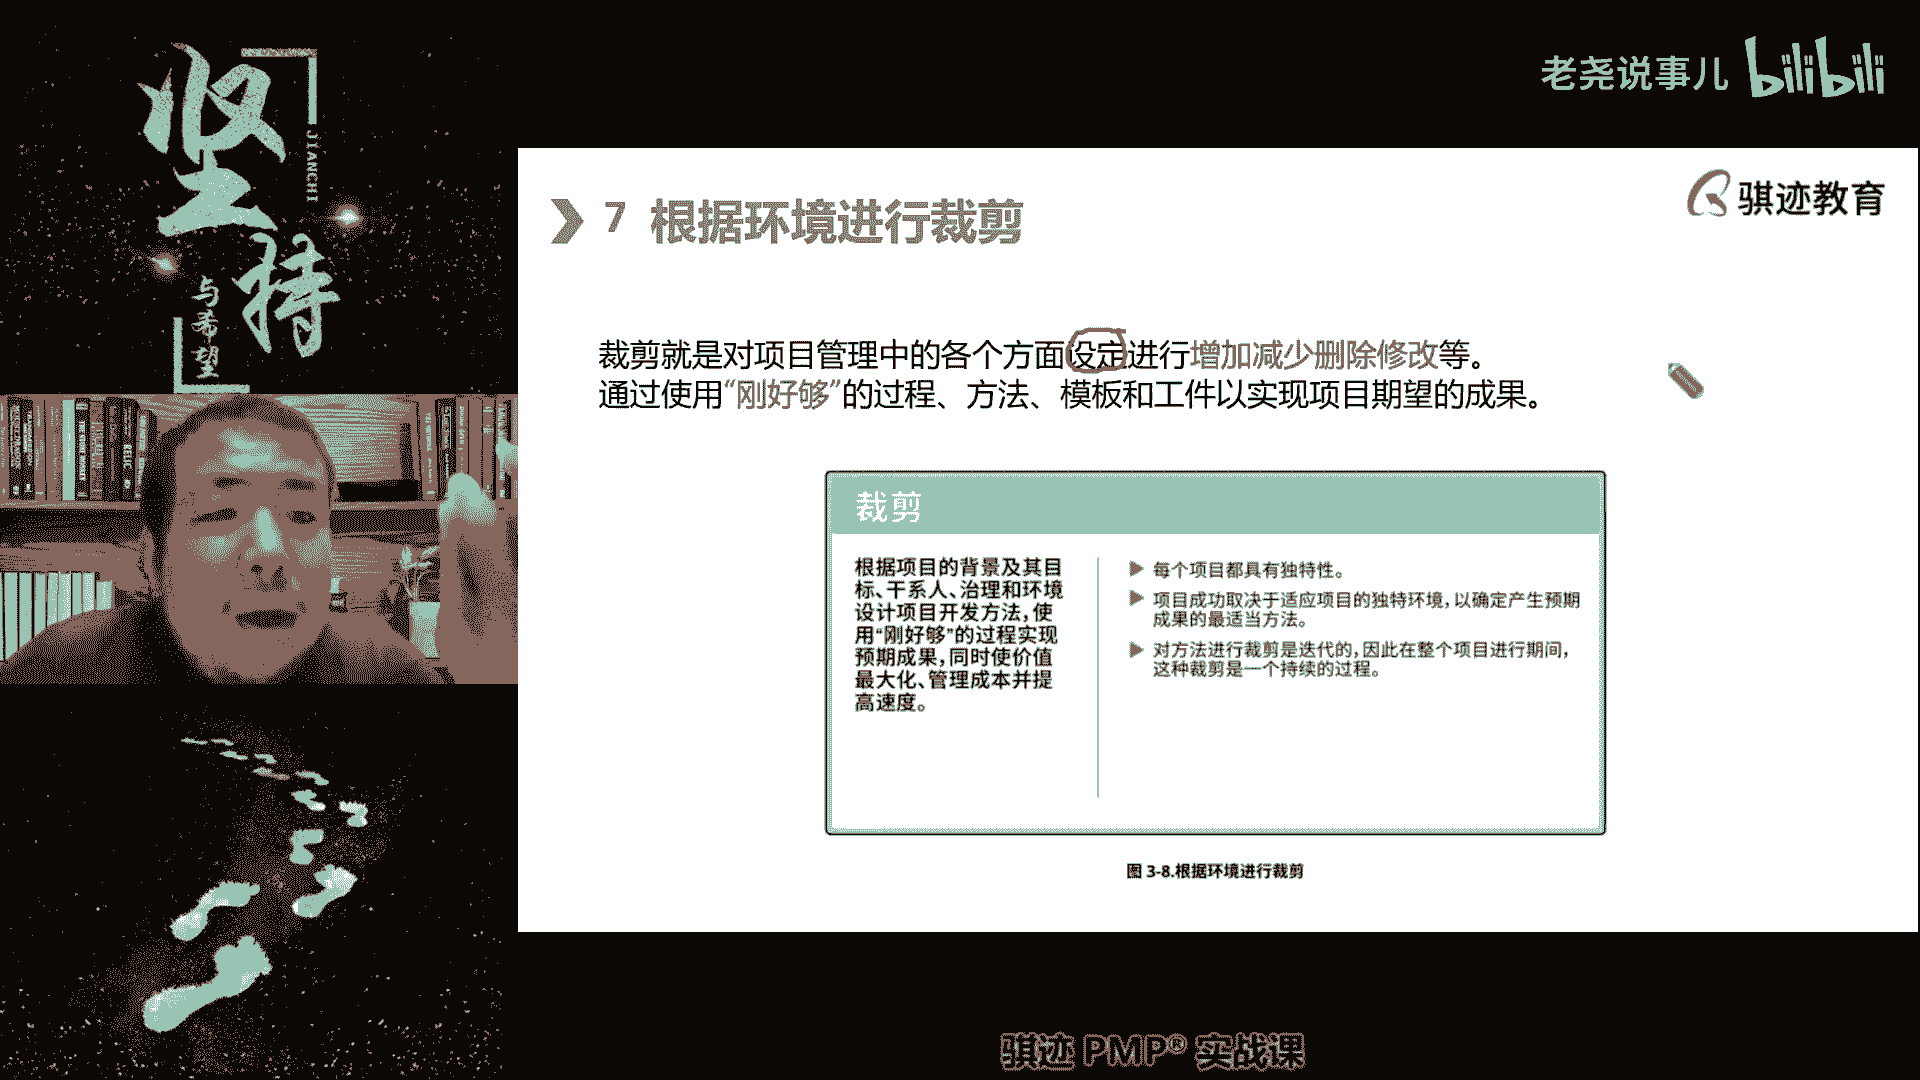 坚持
JIANCHI
与希望
老尧说事儿 bilibili
骐迹教育
7 根据环境进行裁剪
裁剪就是对项目管理中的各个方面设定进行增加减少删除修改等。
通过使用“刚好够”的过程、方法、模板和工件以实现项目期望的成果。
裁剪
根据项目的背景及其目
标、干系人、治理和环境
设计项目开发方法，使
用“刚好够”的过程实现
预期成果，同时使价值
最大化、管理成本并提
高速度。
每个项目都具有独特性。
项目成功取决于适应项目的独特环境，以确定产生预期
成果的最适当方法。
对方法进行裁剪是迭代的，因此在整个项目进行期间，
这种裁剪是一个持续的过程。
图 3-8.根据环境进行裁剪
骐迹 PMP® 实战课